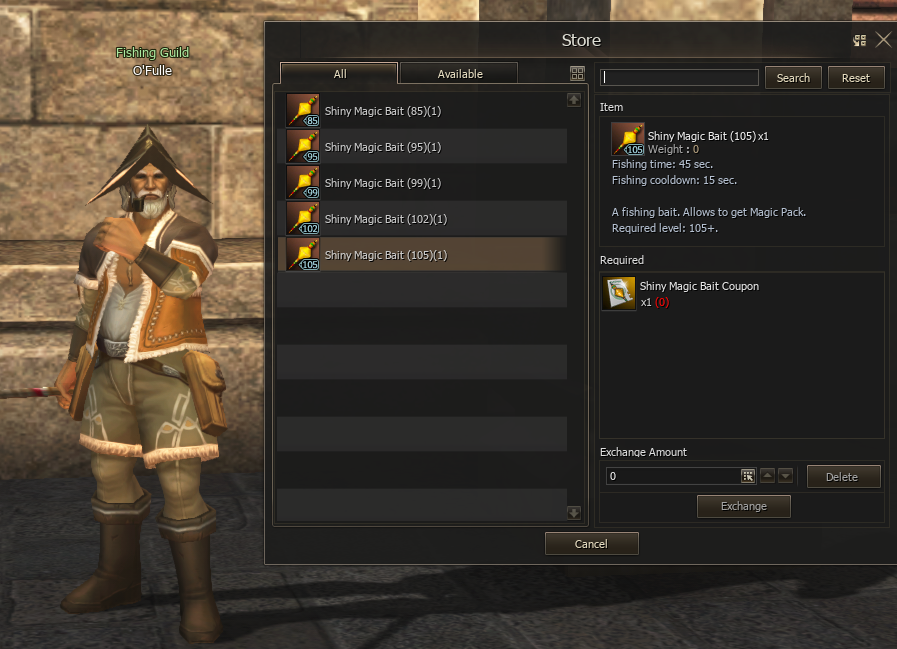 Fishing Guild
O'Fulle
Store
All
Available
Search
Reset
85
Shiny Magic Bait (85)(1)
95
Shiny Magic Bait (95)(1)
99
Shiny Magic Bait (99)(1)
102
Shiny Magic Bait (102)(1)
105
Shiny Magic Bait (105)(1)
Item
105
Shiny Magic Bait (105) x1
Weight : 0
Fishing time: 45 sec.
Fishing cooldown: 15 sec.
A fishing bait. Allows to get Magic Pack.
Required level: 105+.
Required
Shiny Magic Bait Coupon
x1 (0)
Exchange Amount
0
Delete
Exchange
Cancel